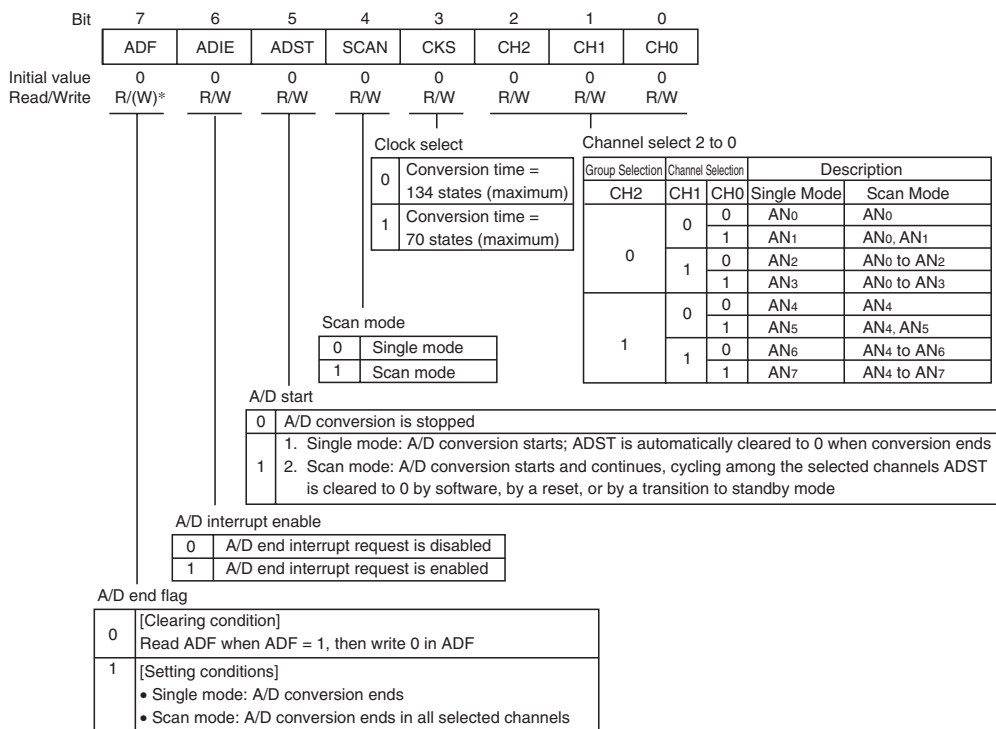 Bit 7 6 5 4 3 2 1 0
ADF ADIE ADST SCAN CKS CH2 CH1 CH0
Initial value 0 0 0 0 0 0 0 0
Read/Write R/(W)* R/W R/W R/W R/W R/W R/W R/W
Clock select
0 Conversion time =
134 states (maximum)
1 Conversion time =
70 states (maximum)
Channel select 2 to 0
Group Selection Channel Selection Description
CH2 CH1 CH0 Single Mode Scan Mode
0 0 0 AN0 AN0
1 AN1 AN0, AN1
1 0 AN2 AN0 to AN2
1 AN3 AN0 to AN3
1 0 0 AN4 AN4
1 AN5 AN4, AN5
1 0 AN6 AN4 to AN6
1 AN7 AN4 to AN7
Scan mode
0 Single mode
1 Scan mode
A/D start
0 A/D conversion is stopped
1 1. Single mode: A/D conversion starts; ADST is automatically cleared to 0 when conversion ends
2. Scan mode: A/D conversion starts and continues, cycling among the selected channels ADST
is cleared to 0 by software, by a reset, or by a transition to standby mode
A/D interrupt enable
0 A/D end interrupt request is disabled
1 A/D end interrupt request is enabled
A/D end flag
0 [Clearing condition]
Read ADF when ADF = 1, then write 0 in ADF
1 [Setting conditions]
• Single mode: A/D conversion ends
• Scan mode: A/D conversion ends in all selected channels